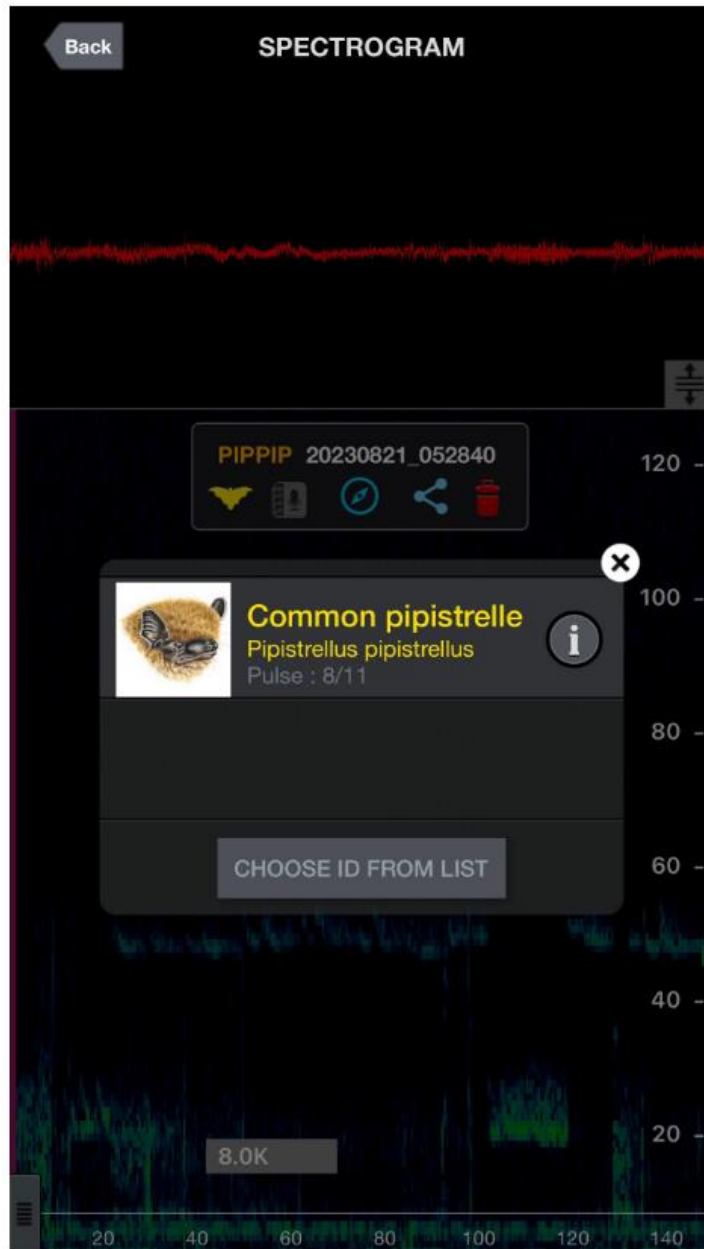 Back
SPECTROGRAM
PIPPIP 20230821_052840
120
Common pipistrelle
Pipistrellus pipistrellus
Pulse : 8/11
i
100
80
CHOOSE ID FROM LIST
60
40
20
8.0K
20 40 60 80 100 120 140